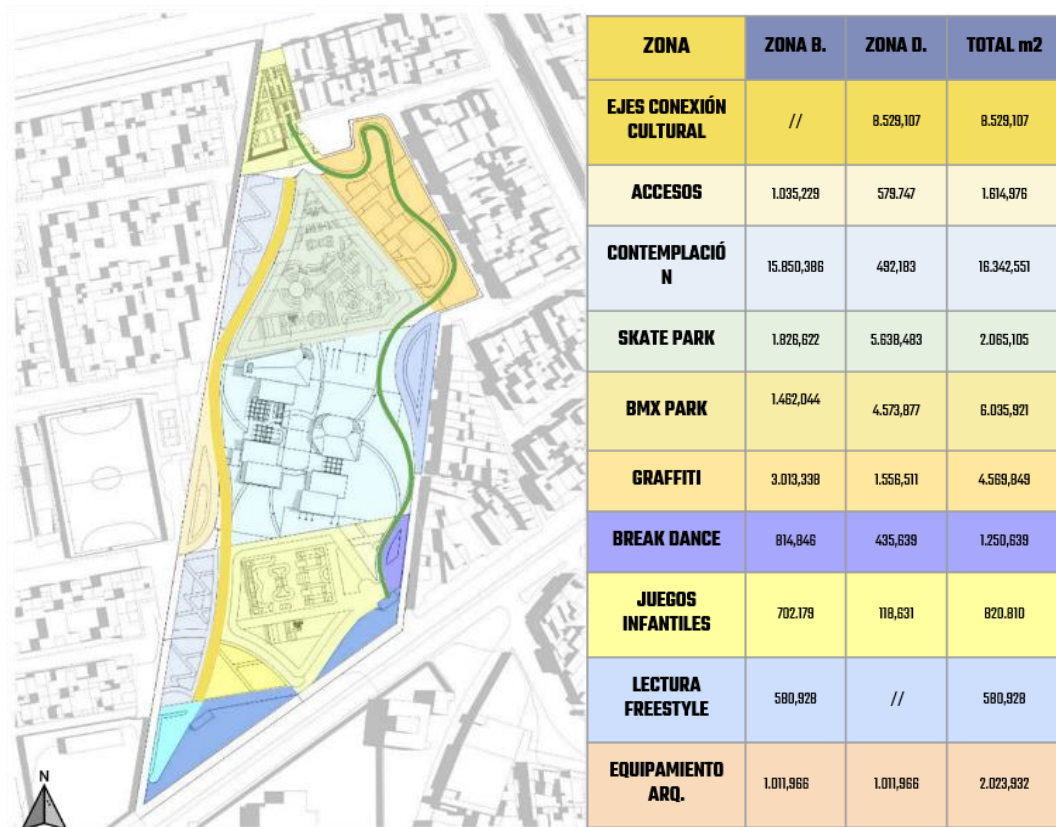 ZONA ZONA B. ZONA D. TOTAL m2
EJES CONEXIÓN
CULTURAL // 8.529,107 8.529,107
ACCESOS 1.035,229 579.747 1.614,976
CONTEMPLACIÓ
N 15.850,386 492,183 16.342,551
SKATE PARK 1.826,622 5.638,483 2.065,105
BMX PARK 1.462,044 4.573,877 6.035,921
GRAFFITI 3.013,338 1.556,511 4.569,849
BREAK DANCE 814,846 435,639 1.250,639
JUEGOS
INFANTILES 702.179 118,631 820.810
LECTURA
FREESTYLE 580,928 // 580,928
EQUIPAMIENTO
ARQ. 1.011,966 1.011,966 2.023,932
N